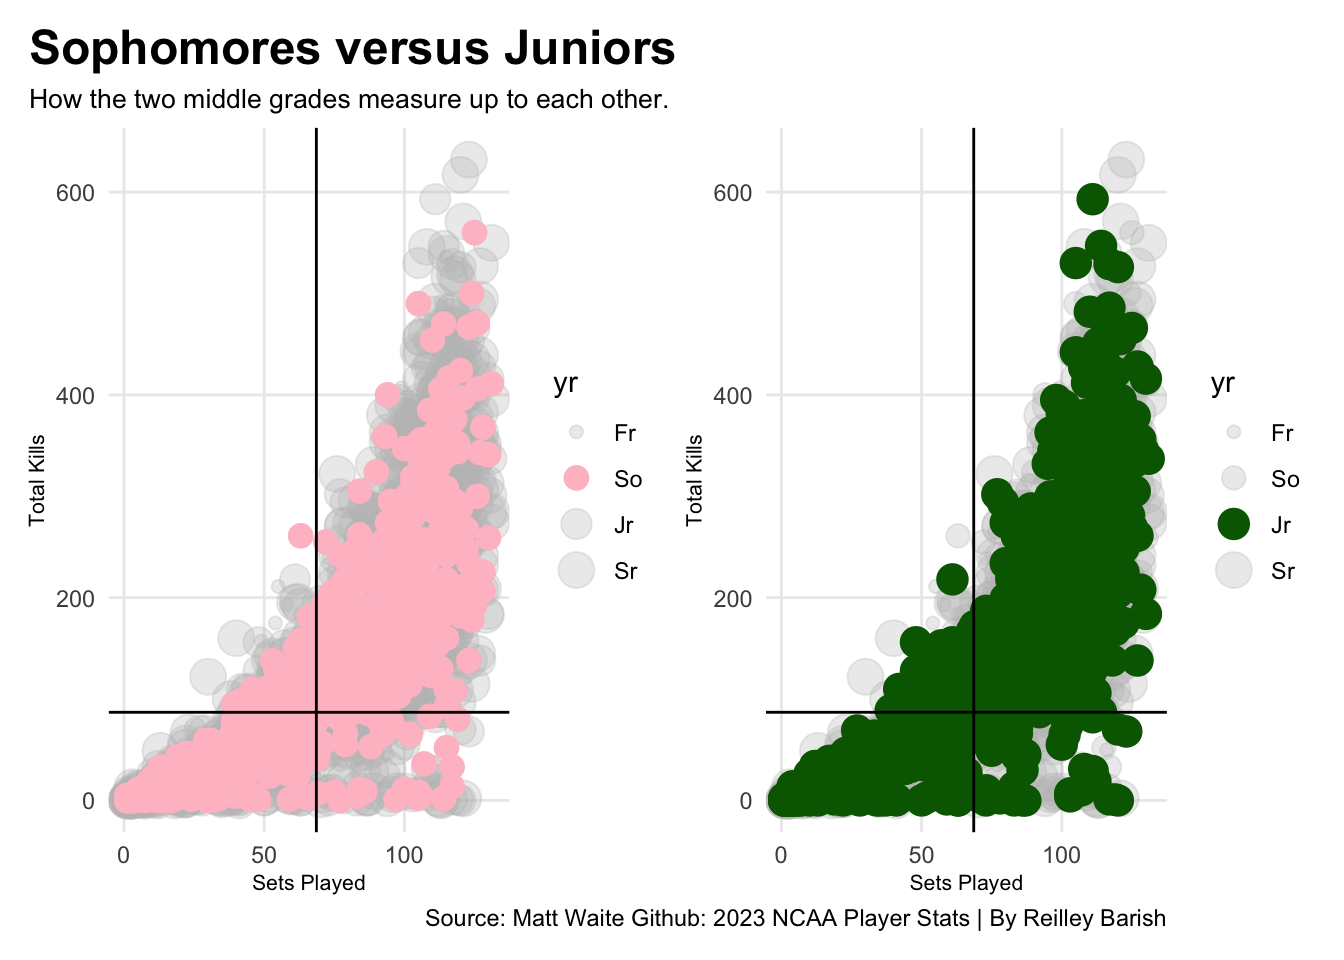 Sophomores versus Juniors
How the two middle grades measure up to each other.
600
400
200
0
Total Kills
0 50 100
Sets Played
yr
Fr
So
Jr
Sr
600
400
200
0
Total Kills
0 50 100
Sets Played
yr
Fr
So
Jr
Sr
Source: Matt Waite Github: 2023 NCAA Player Stats | By Reilley Barish